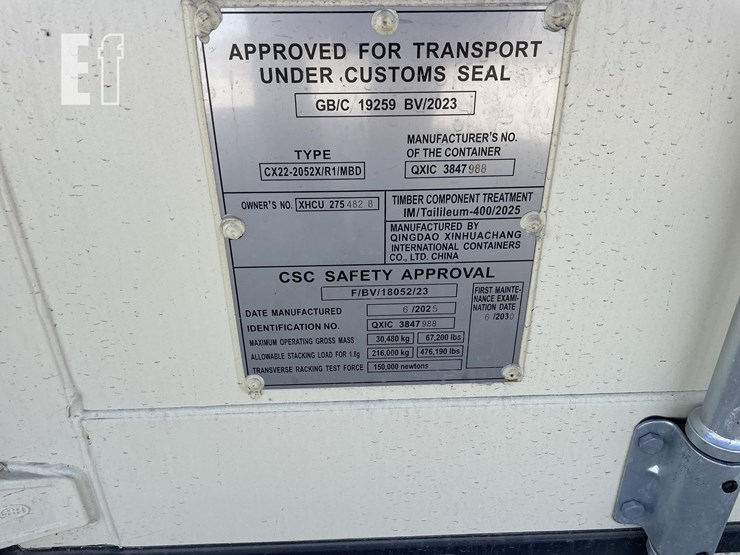 Ef
APPROVED FOR TRANSPORT
UNDER CUSTOMS SEAL
GB/C 19259 BV/2023
TYPE
CX22-2052X/R1/MBD
MANUFACTURER'S NO.
OF THE CONTAINER
QXIC 3847988
OWNER'S NO. XHCU 275 482 8
TIMBER COMPONENT TREATMENT
IM/Tailileum-400/2025
MANUFACTURED BY
QINGDAO XINHUACHANG
INTERNATIONAL CONTAINERS
CO., LTD. CHINA
CSC SAFETY APPROVAL
F/BV/18052/23
DATE MANUFACTURED 6/2025
IDENTIFICATION NO. QXIC 3847988
MAXIMUM OPERATING GROSS MASS 30,480 kg 67,200 lbs
ALLOWABLE STACKING LOAD FOR 1.8g 216,000 kg 476,190 lbs
TRANSVERSE RACKING TEST FORCE 150,000 newtons
FIRST MAINTE-
NANCE EXAMI-
NATION DATE
6/2030